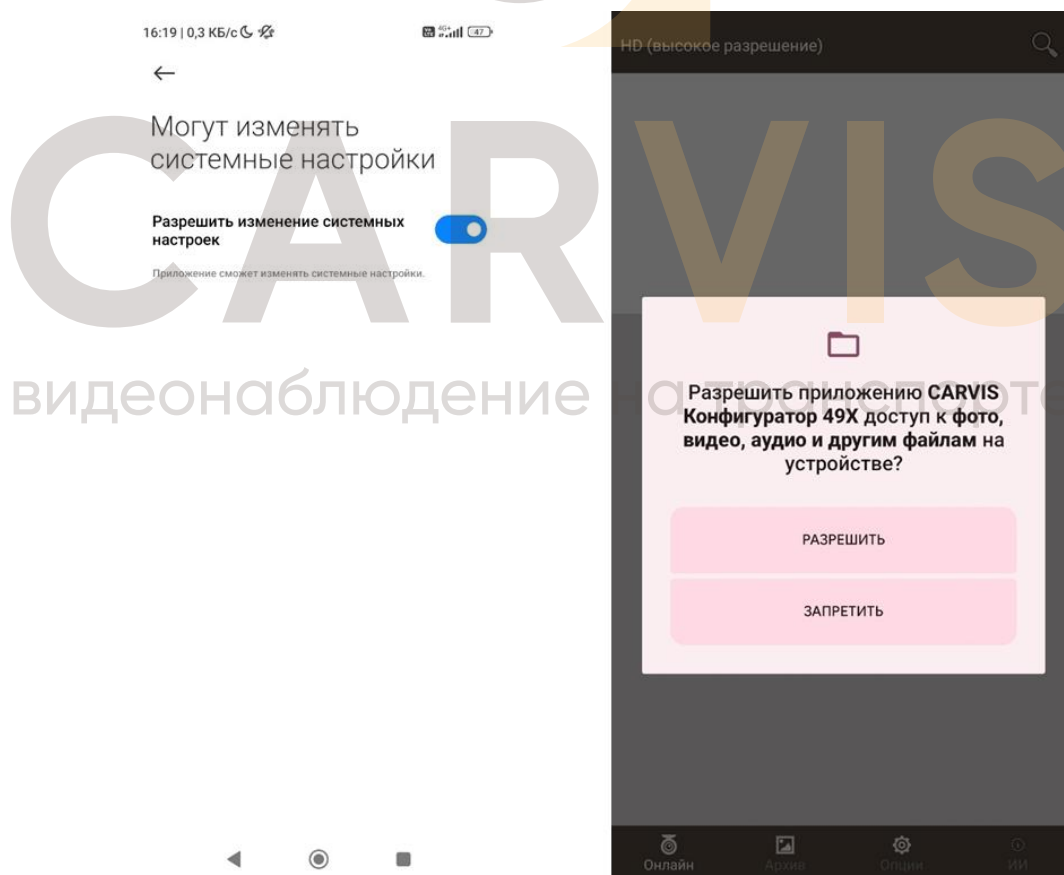 16:19 | 0,3 КБ/с
4G+
47
Могут изменять
системные настройки
Разрешить изменение системных
настроек
Приложение сможет изменять системные настройки.
HD (высокое разрешение)
Разрешить приложению CARVIS
Конфигуратор 49X доступ к фото,
видео, аудио и другим файлам на
устройстве?
РАЗРЕШИТЬ
ЗАПРЕТИТЬ
Онлайн
Архив
Опции
ИИ
CARVIS
видеонаблюдение на транспорте